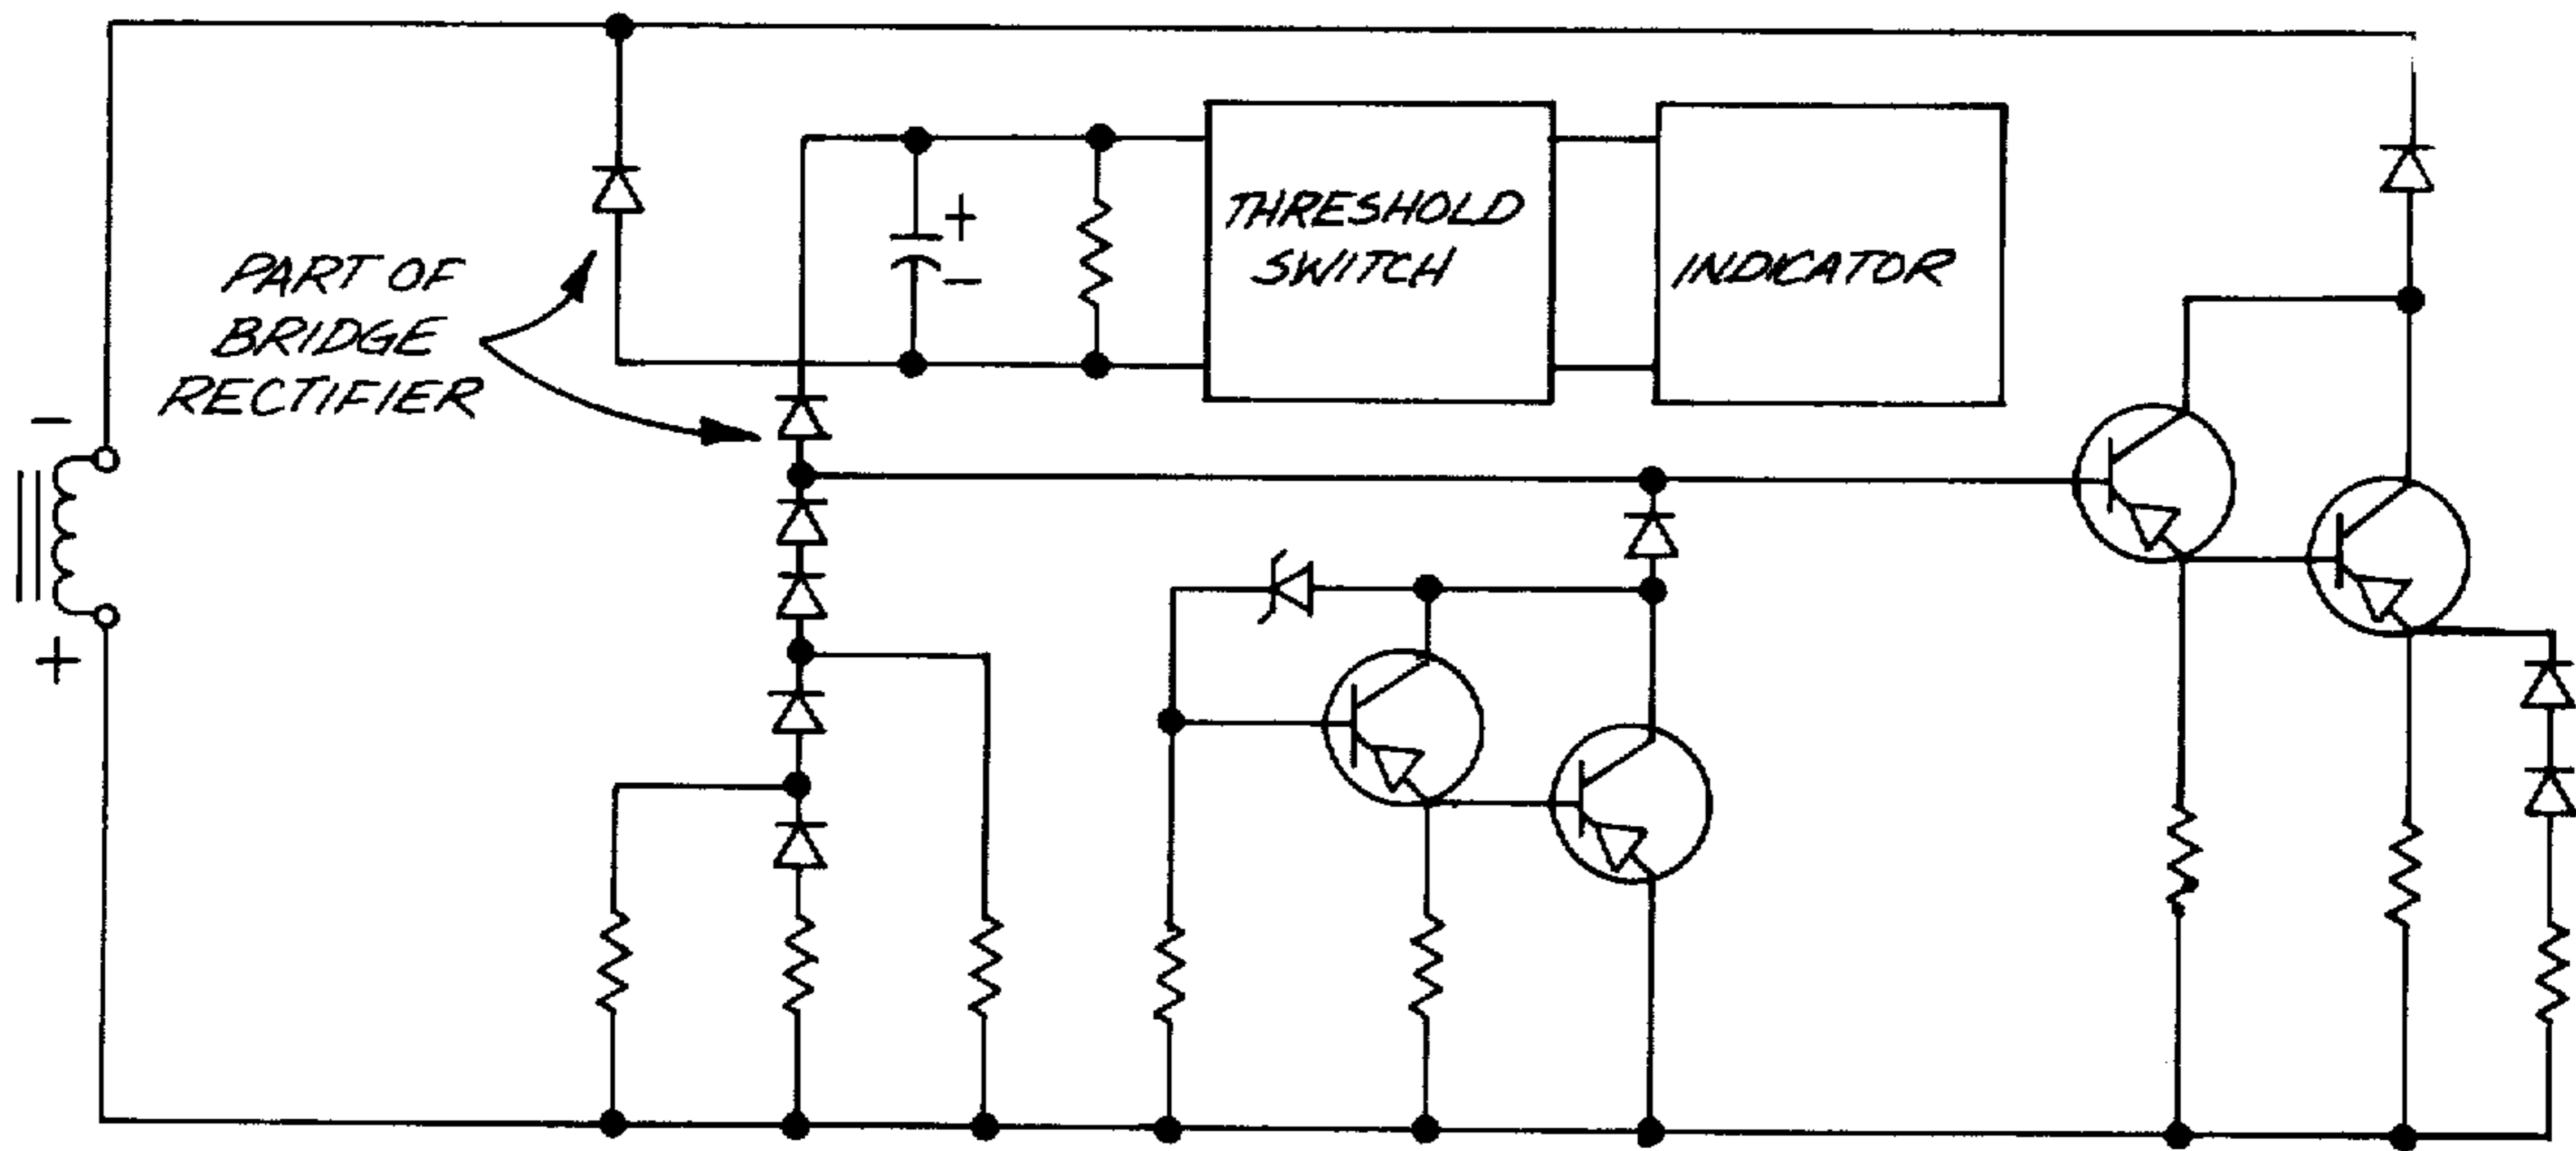 PART OF
BRIDGE
RECTIFIER
THRESHOLD
SWITCH
INDICATOR
+
-
-
+